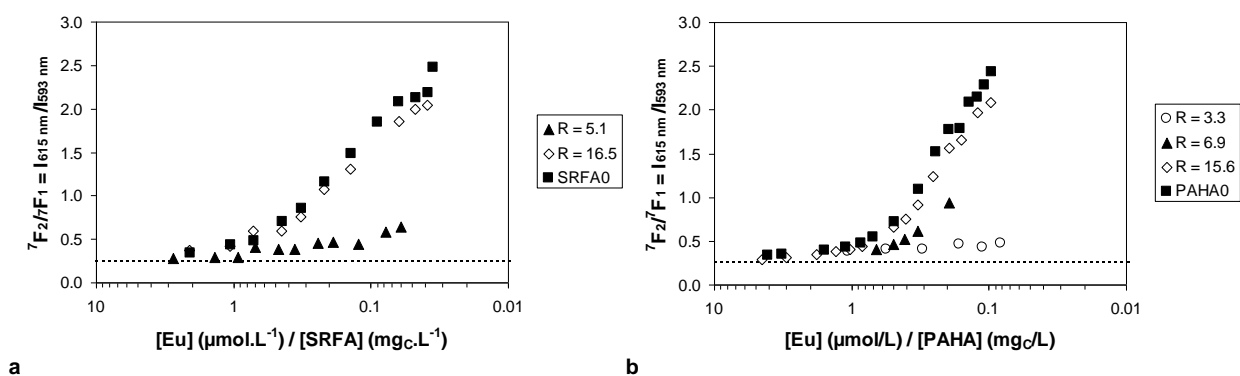 3.0
2.5
2.0
1.5
1.0
0.5
0.0
10
1
0.1
0.01
⁷F₂/₇F₁ = I₆₁₅ ₙₘ/I₅₉₃ ₙₘ
[Eu] (µmol.L⁻¹) / [SRFA] (mg_C.L⁻¹)
R = 5.1
R = 16.5
SRFA0
a
3.0
2.5
2.0
1.5
1.0
0.5
0.0
10
1
0.1
0.01
⁷F₂/⁷F₁ = I₆₁₅ ₙₘ/I₅₉₃ ₙₘ
[Eu] (µmol/L) / [PAHA] (mg_C/L)
R = 3.3
R = 6.9
R = 15.6
PAHA0
b